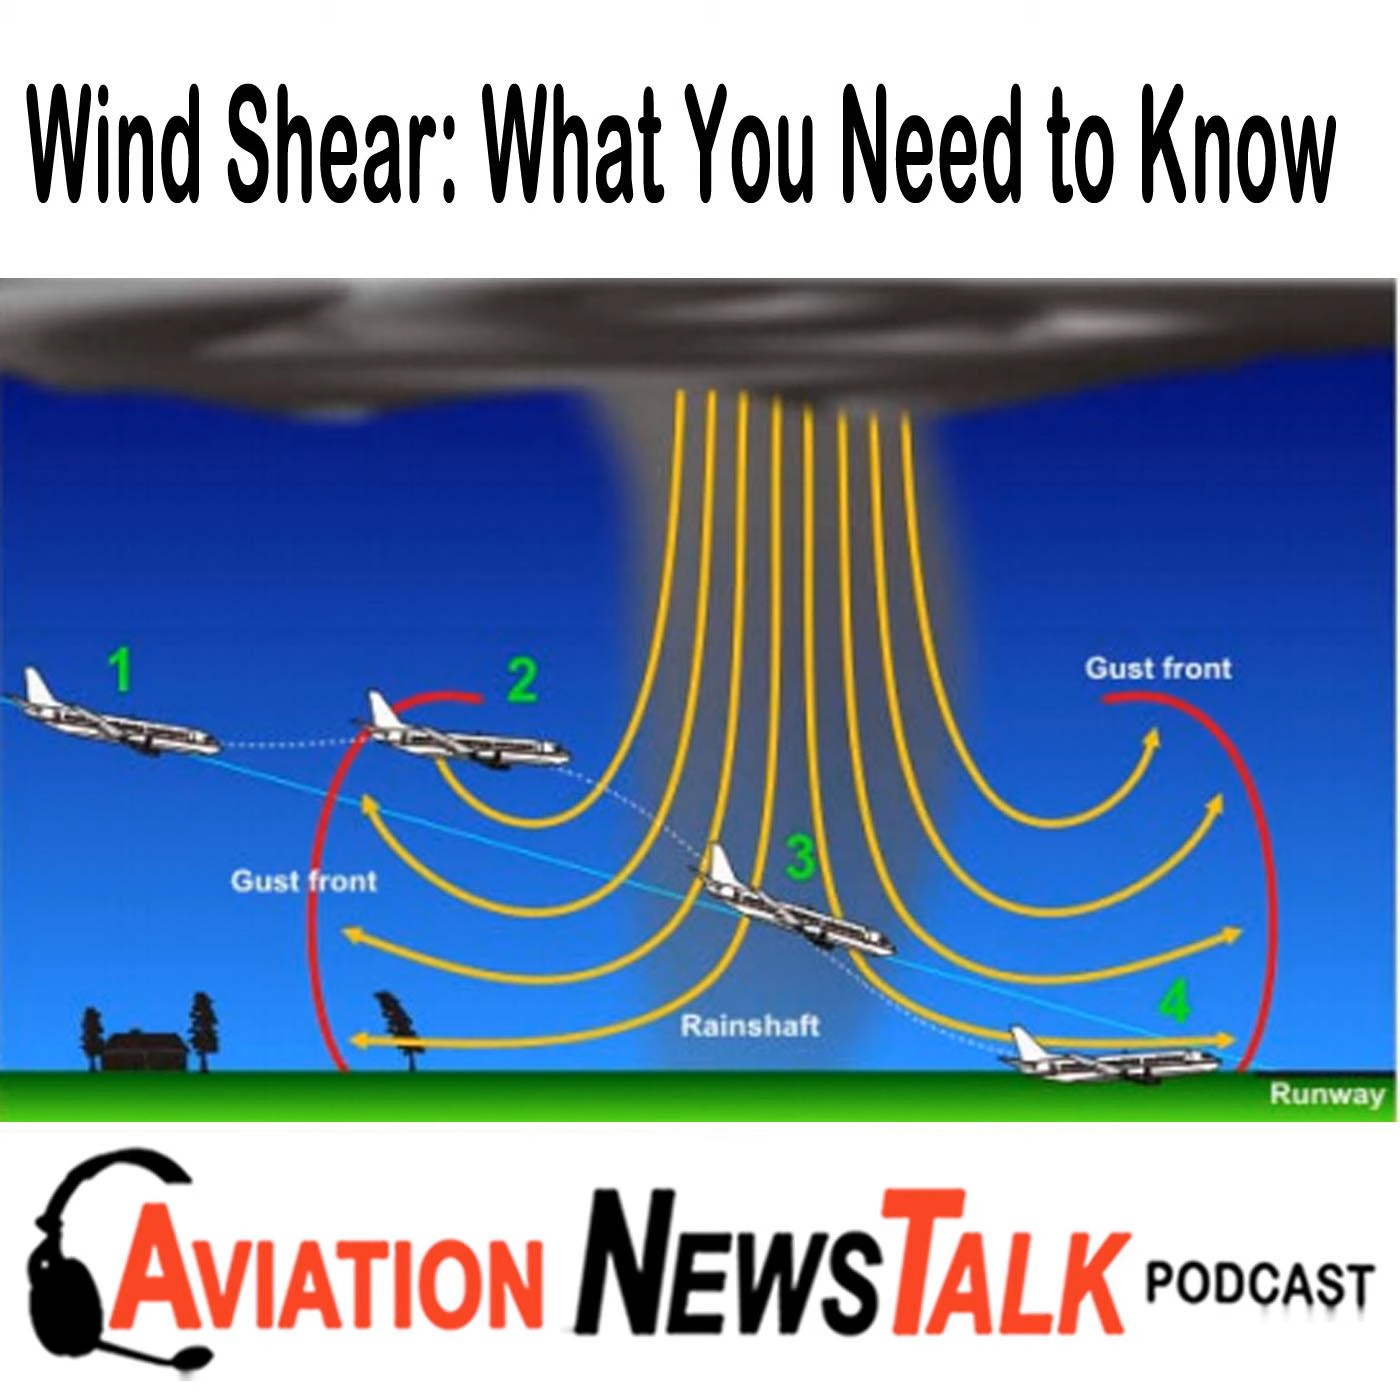 Wind Shear: What You Need to Know
1
2
Gust front
3
Gust front
4
Rainshaft
Runway
AVIATION NEWSTALK PODCAST